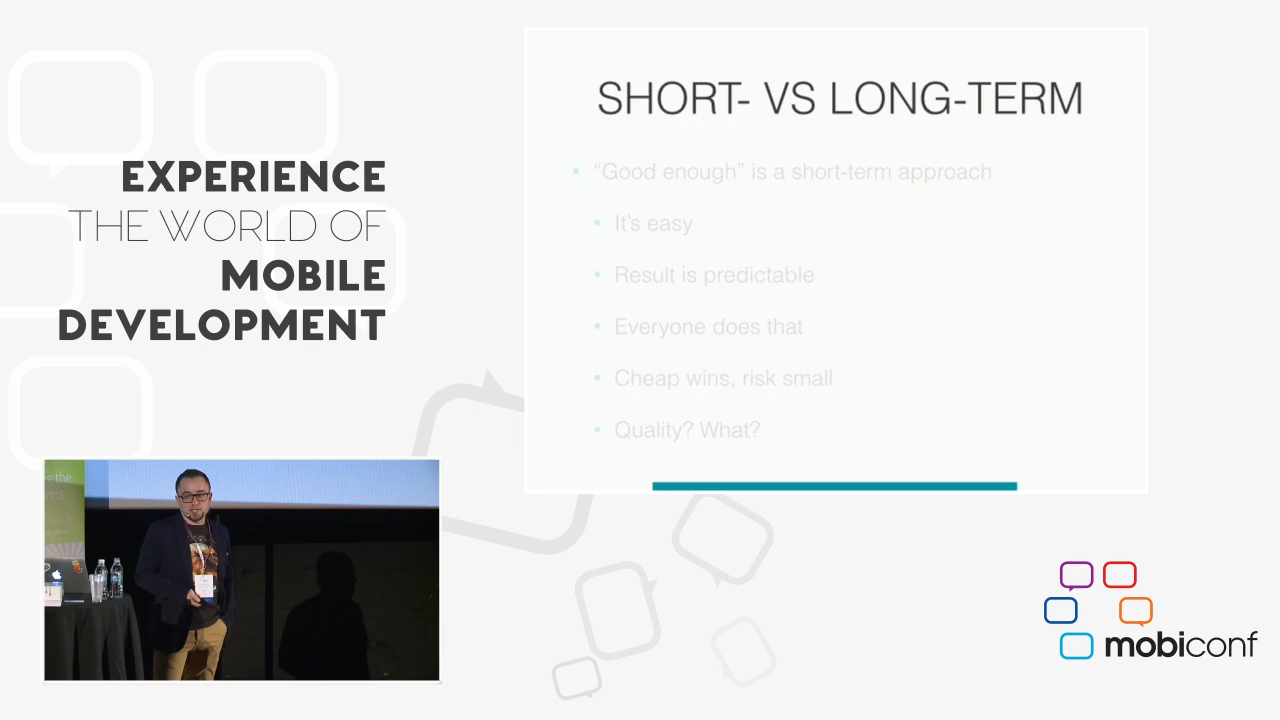 EXPERIENCE
THE WORLD OF
MOBILE
DEVELOPMENT
SHORT- VS LONG-TERM
• “Good enough” is a short-term approach
• It’s easy
• Result is predictable
• Everyone does that
• Cheap wins, risk small
• Quality? What?
mobiconf